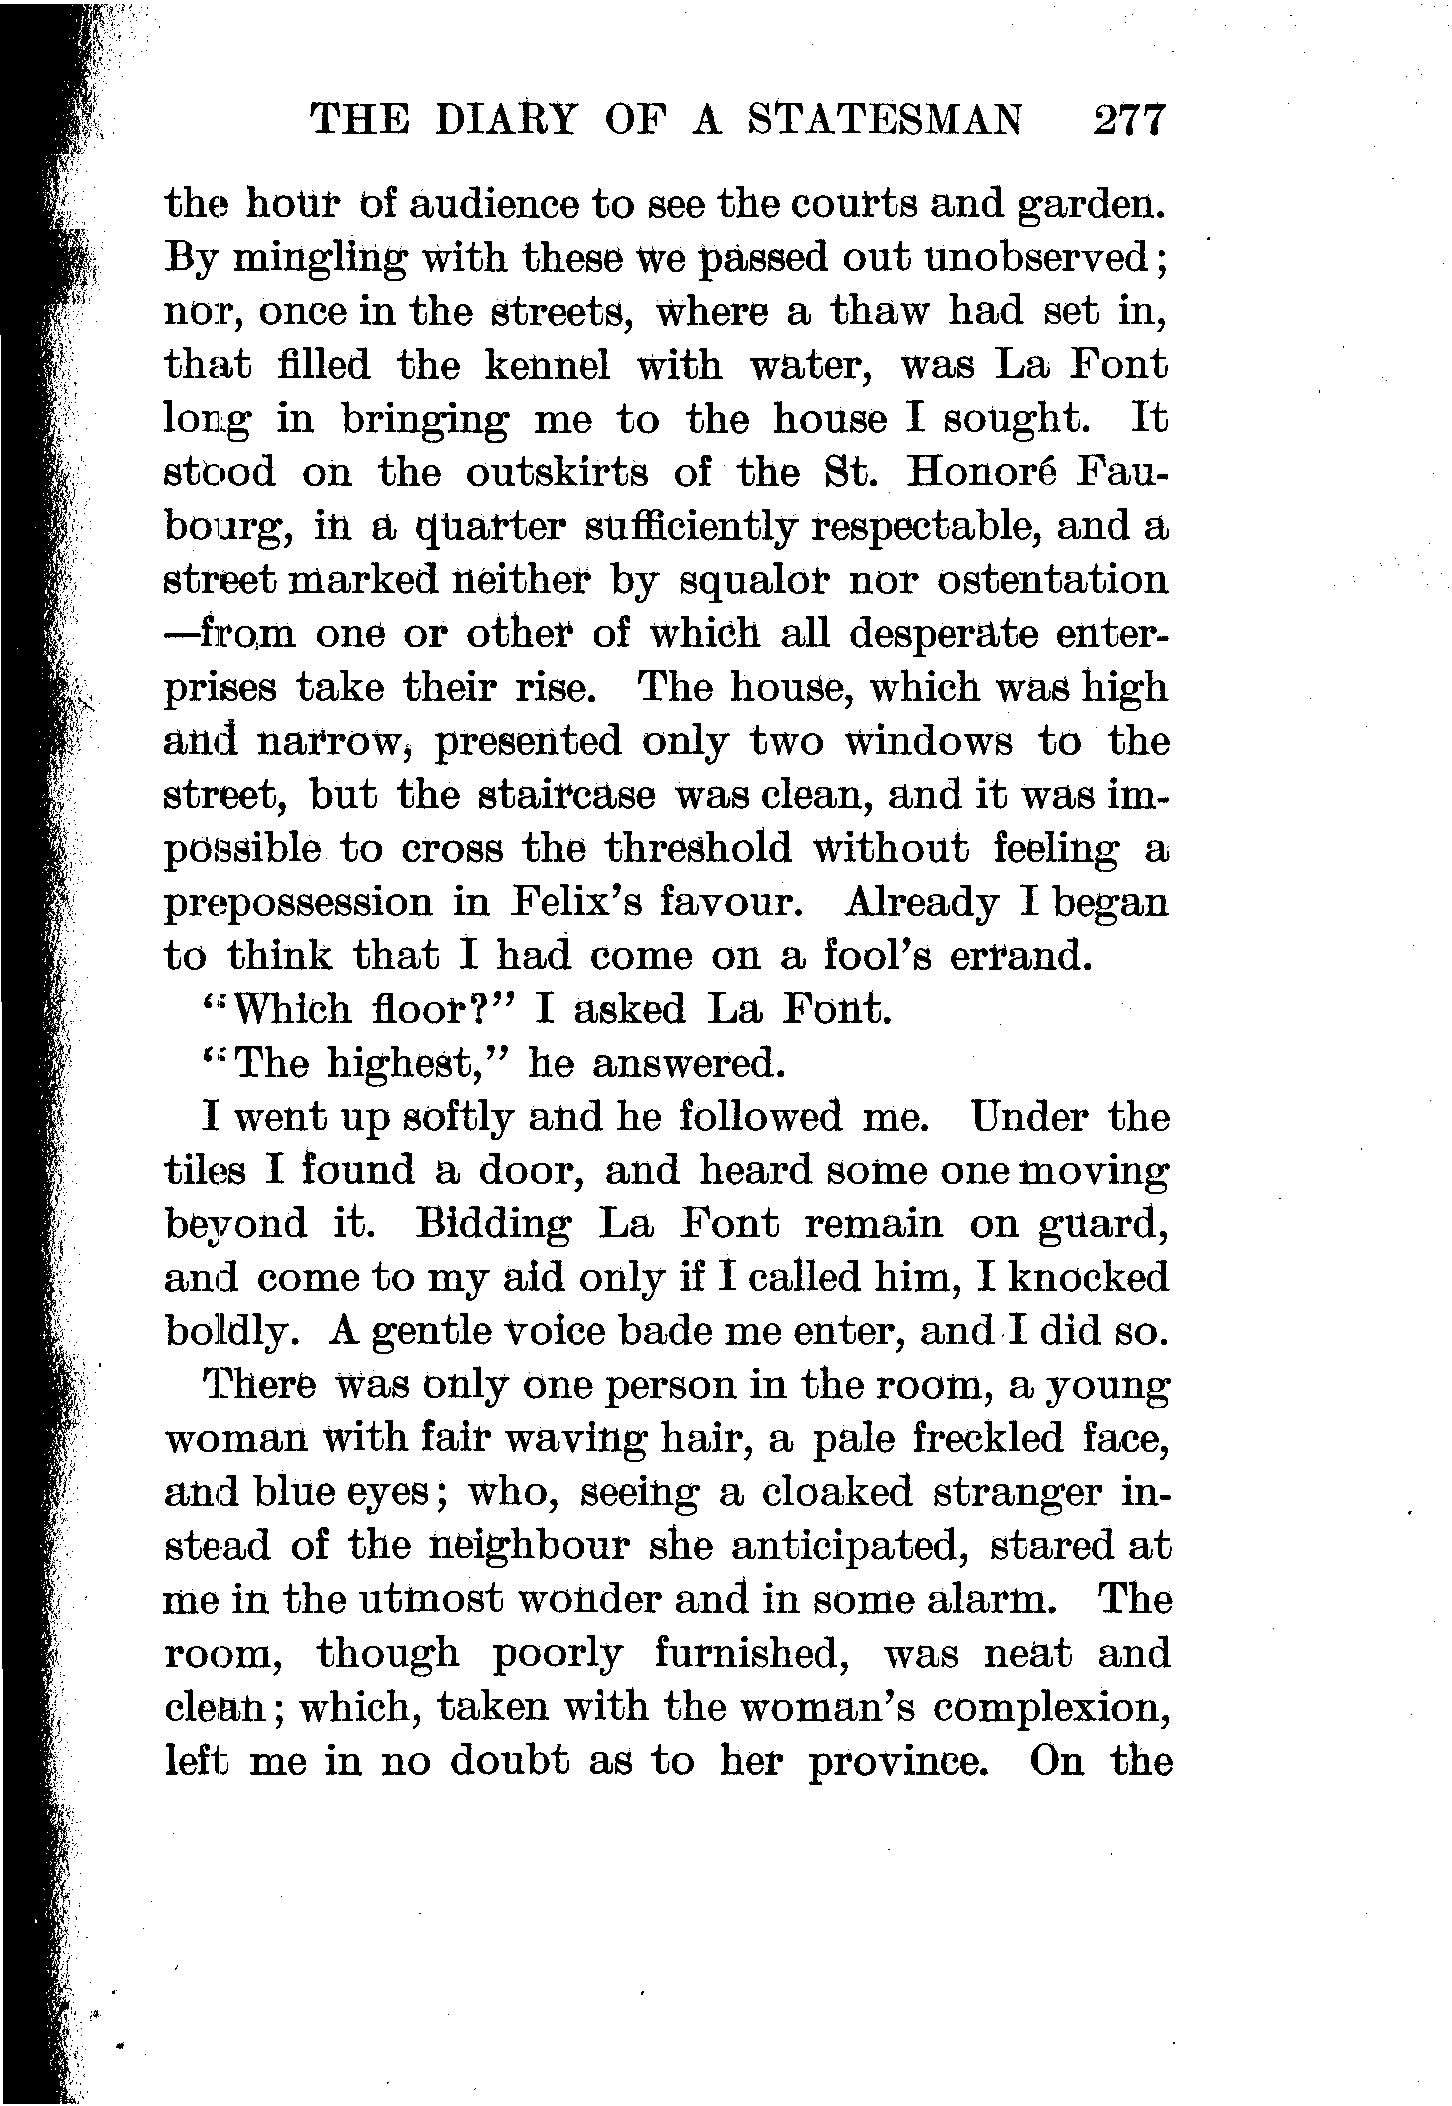 THE DIARY OF A STATESMAN 277
the hour of audience to see the courts and garden.
By mingling with these we passed out unobserved;
nor, once in the streets, where a thaw had set in,
that filled the kennel with water, was La Font
long in bringing me to the house I sought. It
stood on the outskirts of the St. Honoré Fau-
bourg, in a quarter sufficiently respectable, and a
street marked neither by squalor nor ostentation
—from one or other of which all desperate enter-
prises take their rise. The house, which was high
and narrow, presented only two windows to the
street, but the staircase was clean, and it was im-
possible to cross the threshold without feeling a
prepossession in Felix's favour. Already I began
to think that I had come on a fool's errand.
"Which floor?" I asked La Font.
"The highest," he answered.
I went up softly and he followed me. Under the
tiles I found a door, and heard some one moving
beyond it. Bidding La Font remain on guard,
and come to my aid only if I called him, I knocked
boldly. A gentle voice bade me enter, and I did so.
There was only one person in the room, a young
woman with fair waving hair, a pale freckled face,
and blue eyes; who, seeing a cloaked stranger in-
stead of the neighbour she anticipated, stared at
me in the utmost wonder and in some alarm. The
room, though poorly furnished, was neat and
clean; which, taken with the woman's complexion,
left me in no doubt as to her province. On the